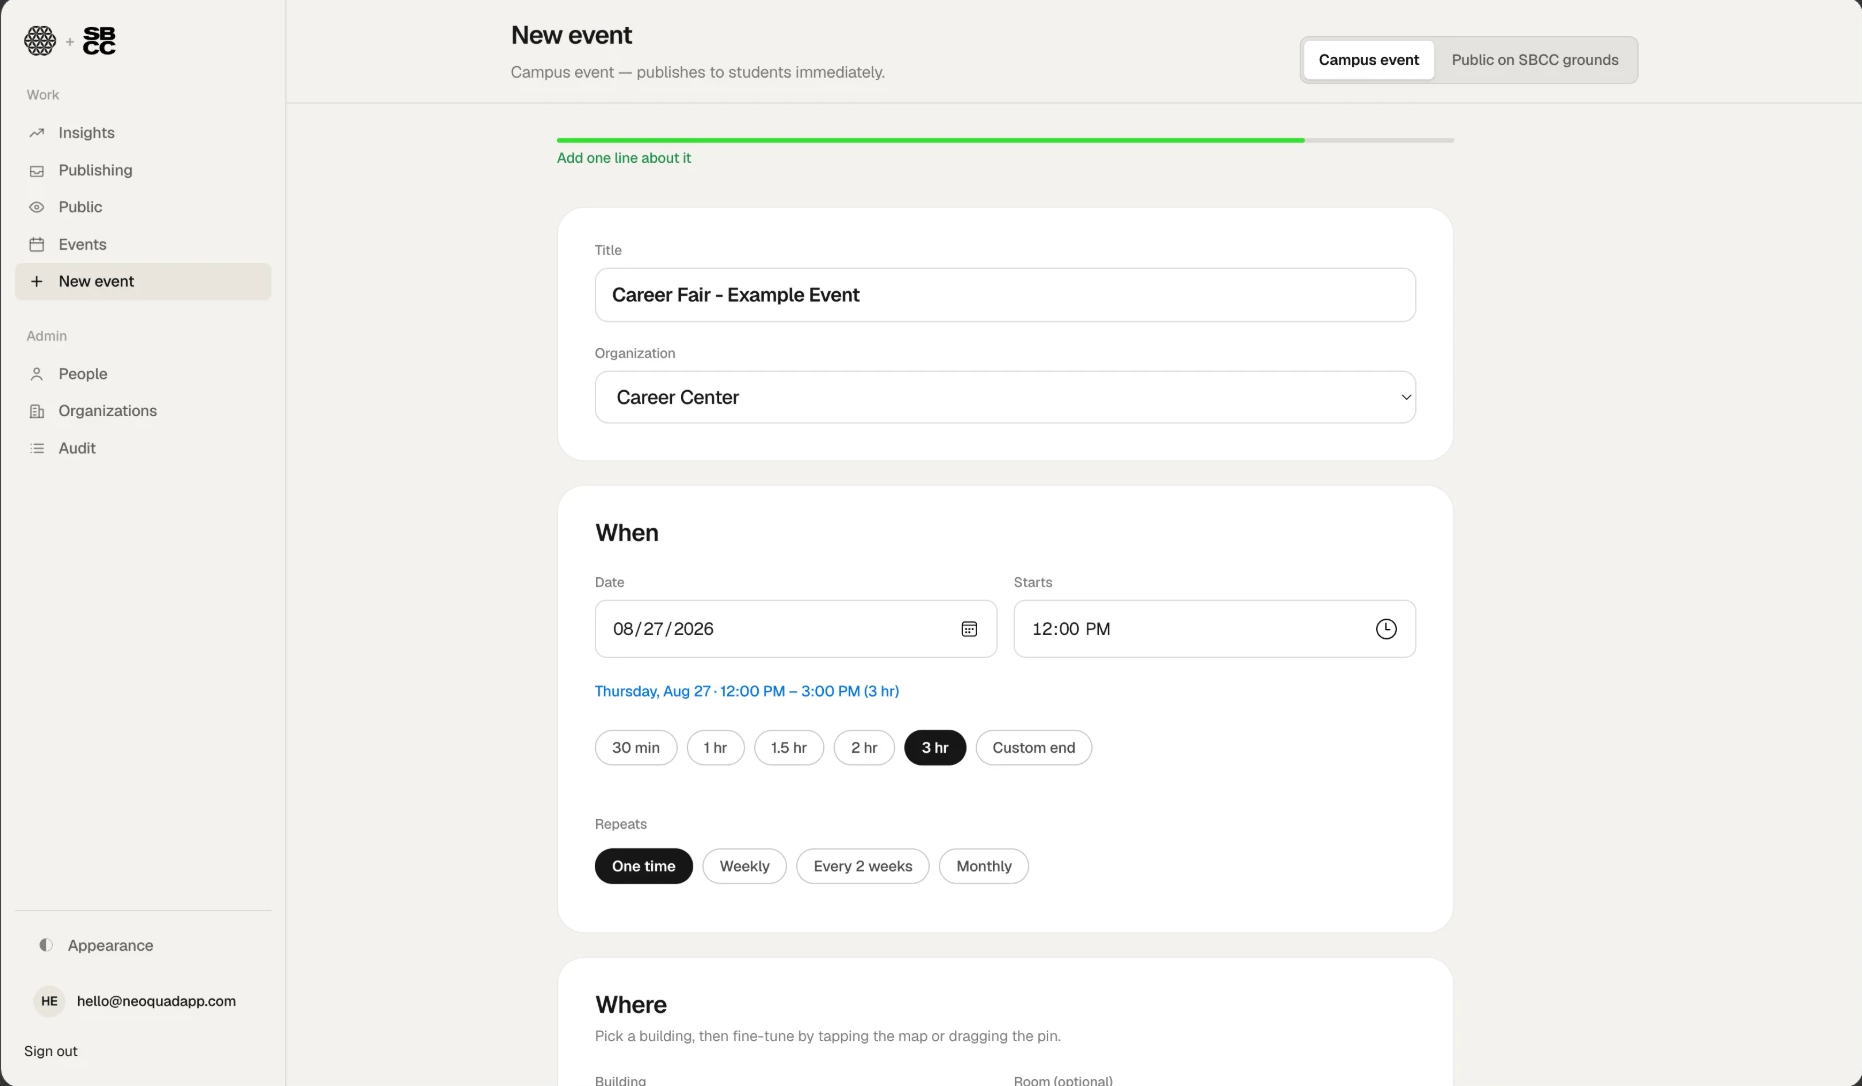 + SB
CC
Work
Insights
Publishing
Public
Events
New event
Admin
People
Organizations
Audit
Appearance
HE hello@neoquadapp.com
Sign out
New event
Campus event — publishes to students immediately.
Campus event Public on SBCC grounds
Add one line about it
Title
Career Fair - Example Event
Organization
Career Center
When
Date Starts
08/27/2026 12:00 PM
Thursday, Aug 27 · 12:00 PM – 3:00 PM (3 hr)
30 min 1 hr 1.5 hr 2 hr 3 hr Custom end
Repeats
One time Weekly Every 2 weeks Monthly
Where
Pick a building, then fine-tune by tapping the map or dragging the pin.
Building Room (optional)